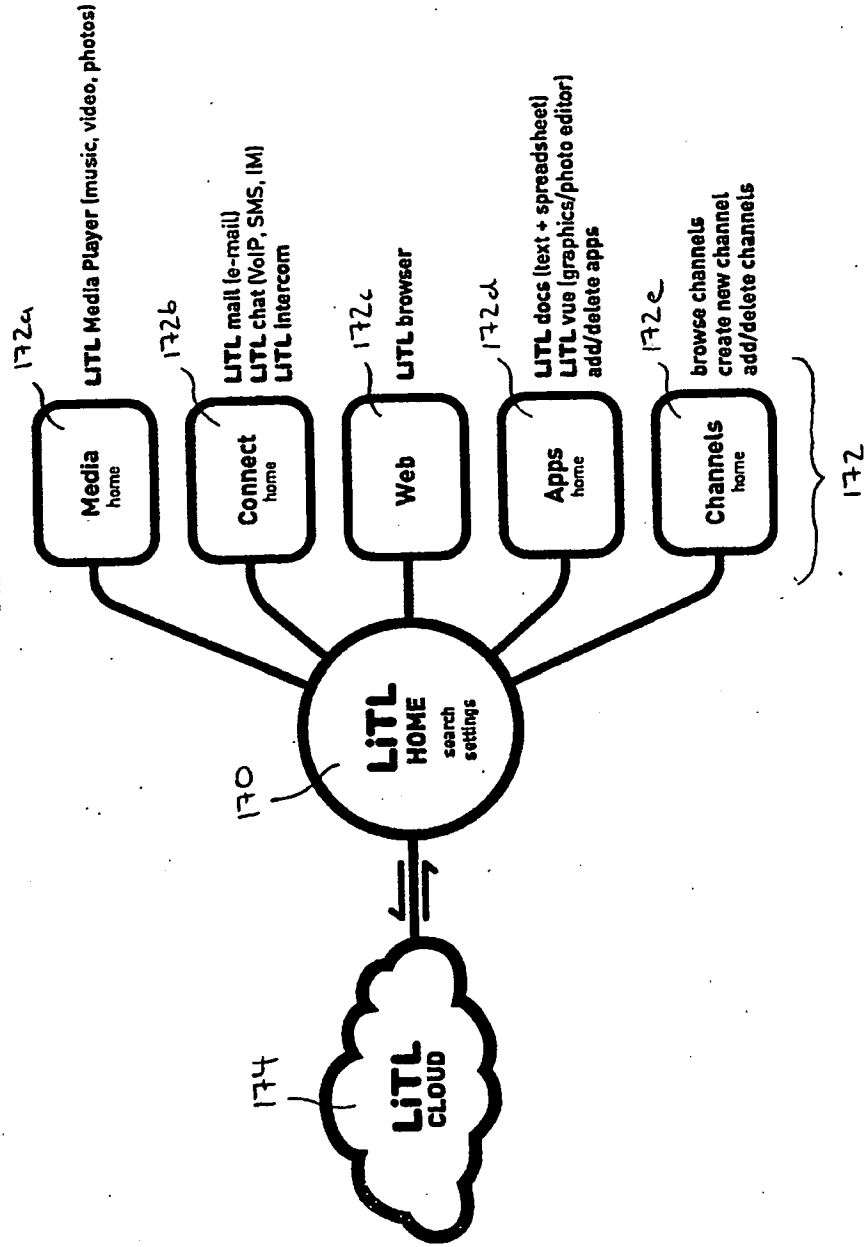 174
LiTL
CLOUD
170
LiTL
HOME
search
settings
172a
Media
home
LiTL Media Player (music, video, photos)
172b
Connect
home
LiTL mail (e-mail)
LiTL chat (VoIP, SMS, IM)
LiTL Intercom
172c
Web
LiTL browser
172d
Apps
home
LiTL docs (text + spreadsheet)
LiTL vue (graphics/photo editor)
add/delete apps
172e
Channels
home
browse channels
create new channel
add/delete channels
172